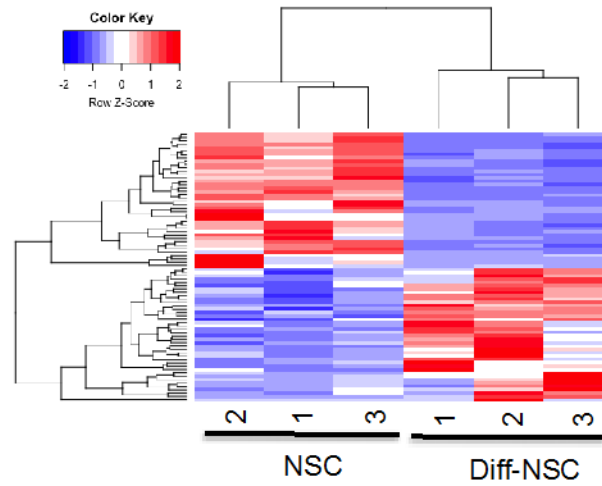 Color Key
-2 -1 0 1 2
Row Z-Score
2 1 3 1 2 3
NSC Diff-NSC